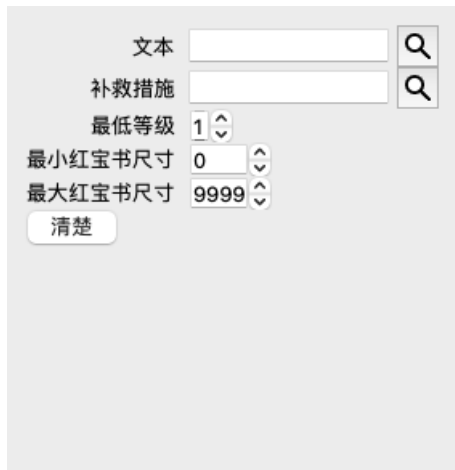 文本
补救措施
最低等级 1
最小红宝书尺寸 0
最大红宝书尺寸 9999
清楚